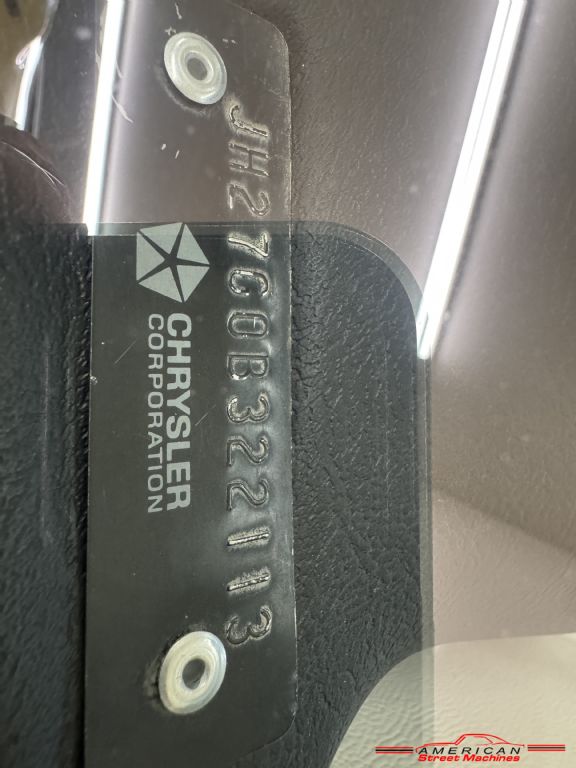 JH27G0B322113
CHRYSLER
CORPORATION
AMERICAN
Street Machines